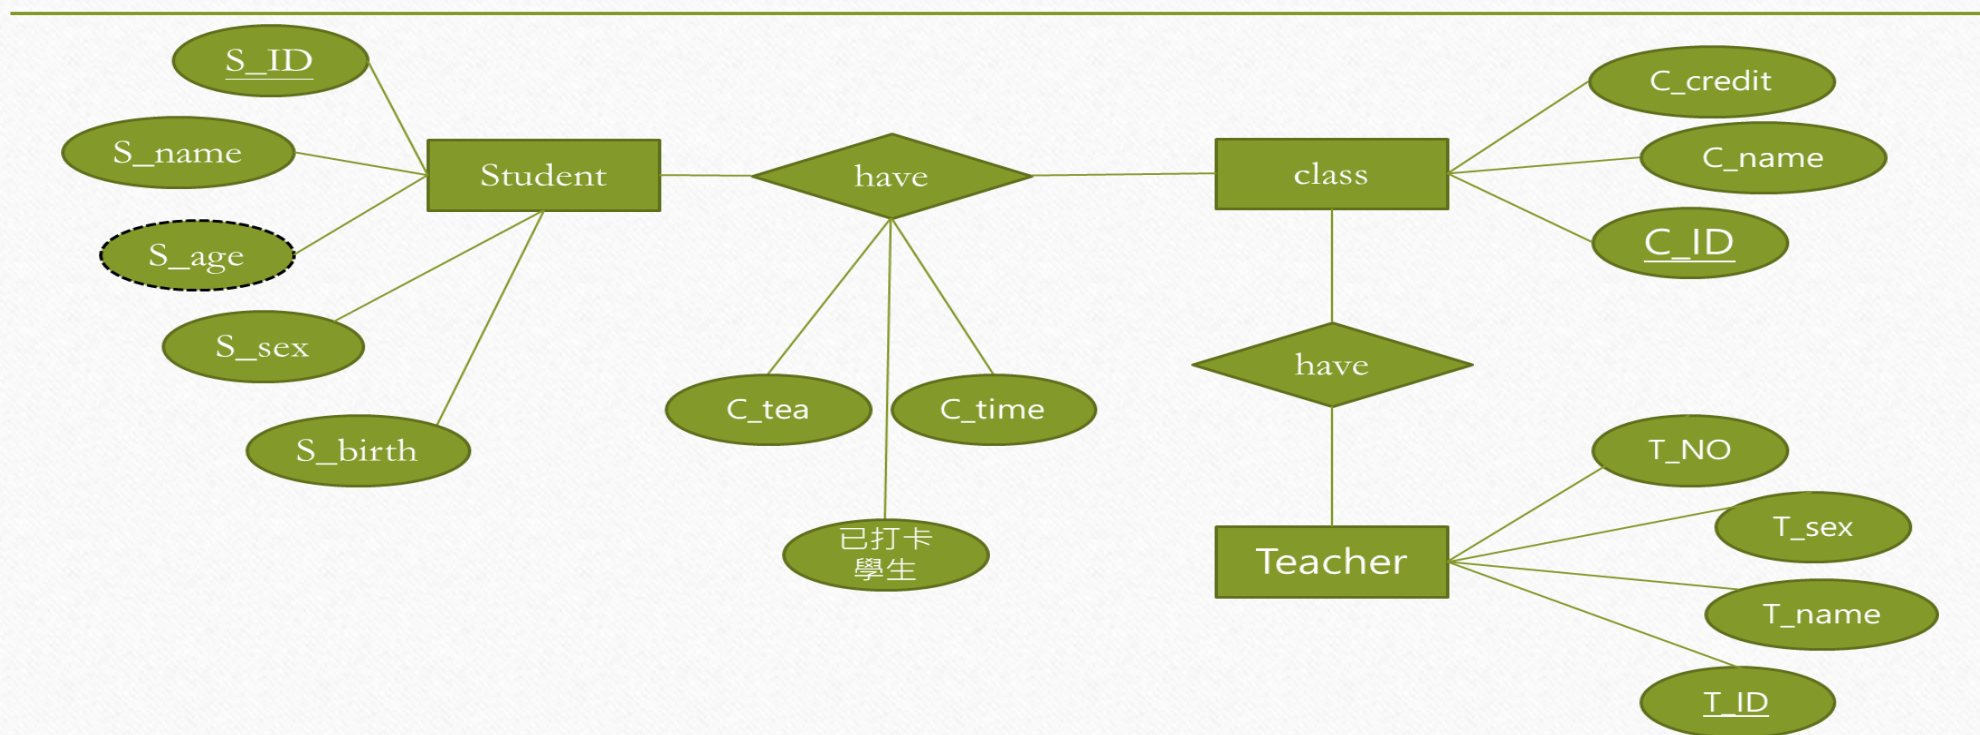 S_ID
S_name
S_age
S_sex
S_birth
Student
have
C_tea
C_time
已打卡
學生
class
C_credit
C_name
C_ID
have
Teacher
T_NO
T_sex
T_name
T_ID